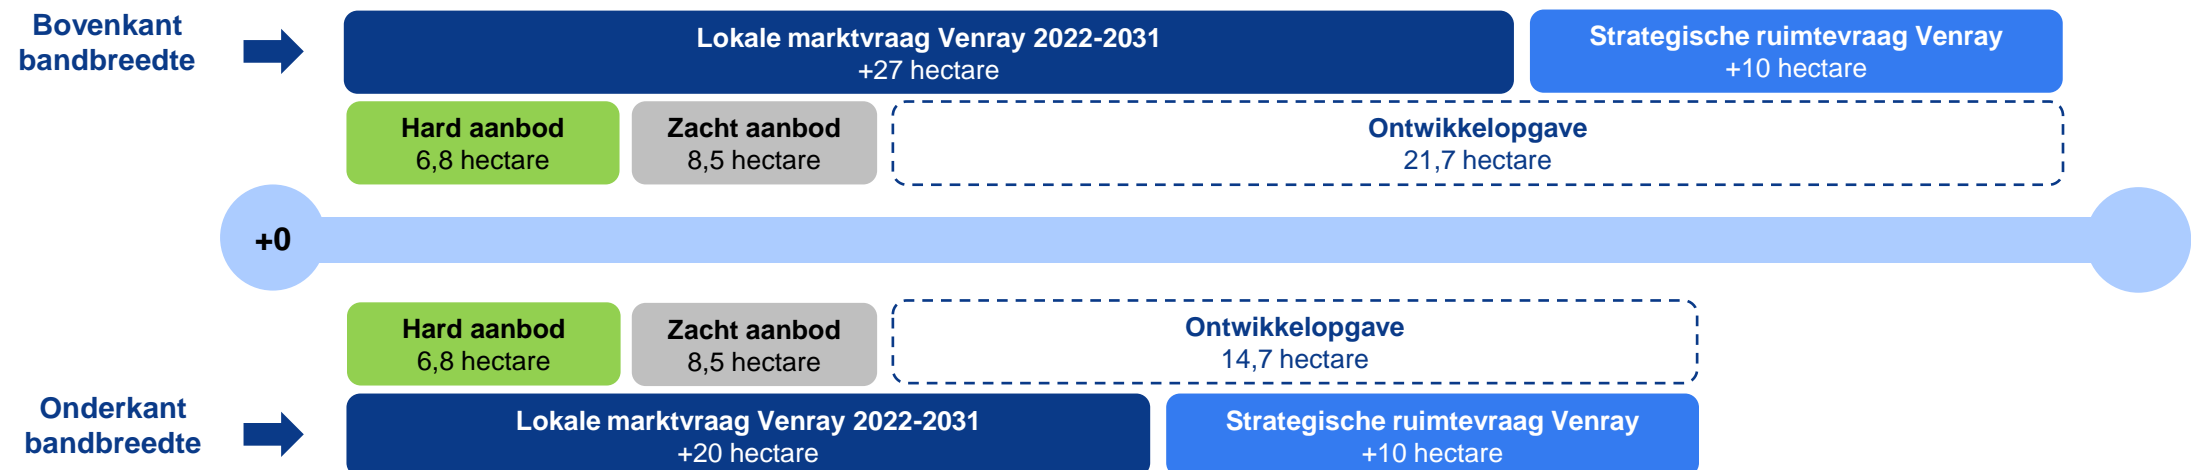 Bovenkant
bandbreedte
Lokale marktvraag Venray 2022-2031
+27 hectare
Strategische ruimtevraag Venray
+10 hectare
Hard aanbod
6,8 hectare
Zacht aanbod
8,5 hectare
Ontwikkelopgave
21,7 hectare
+0
Hard aanbod
6,8 hectare
Zacht aanbod
8,5 hectare
Ontwikkelopgave
14,7 hectare
Onderkant
bandbreedte
Lokale marktvraag Venray 2022-2031
+20 hectare
Strategische ruimtevraag Venray
+10 hectare